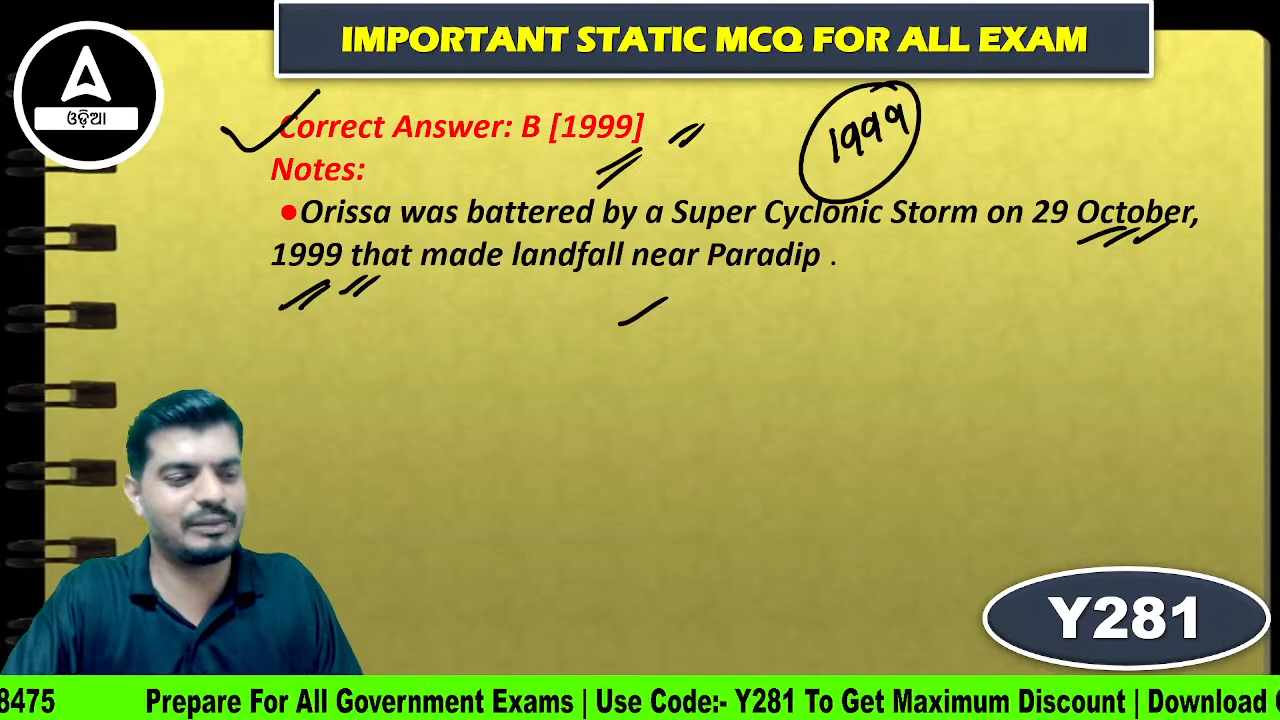 IMPORTANT STATIC MCQ FOR ALL EXAM
ଓଡ଼ିଆ
Correct Answer: B [1999]
1999
Notes:
●Orissa was battered by a Super Cyclonic Storm on 29 October,
1999 that made landfall near Paradip .
Y281
8475 Prepare For All Government Exams | Use Code:- Y281 To Get Maximum Discount | Download